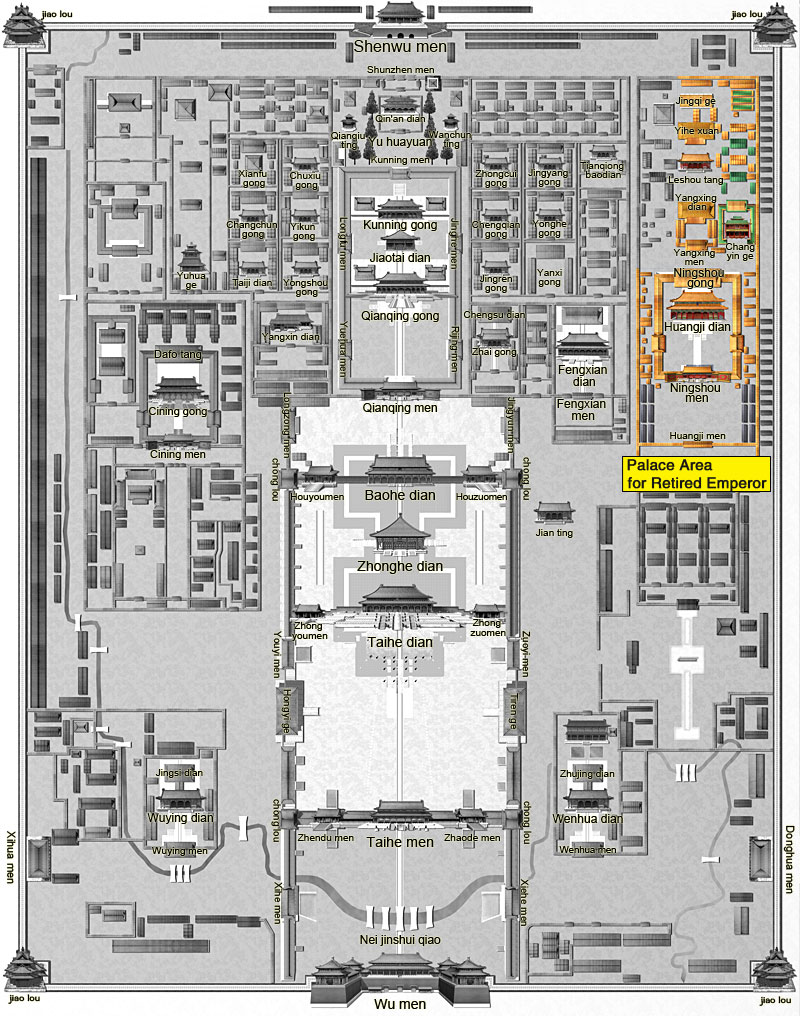 jiao lou
jiao lou
Shenwu men
Shunzhen men
Qin'an dian
Qianqiu
ting
Wanchun
ting
Yu huayuan
Kunning men
Jingqi ge
Yihe xuan
Leshou tang
Yangxing
dian
Yangxing
men
Chang
yin ge
Xianfu
gong
Chuxiu
gong
Zhongcui
gong
Jingyang
gong
Tianqiong
baodian
Changchun
gong
Yikun
gong
Kunning gong
Chengqian
gong
Yonghe
gong
Longfu men
Jinghe men
Jiaotai dian
Yuhua
ge
Taiji dian
Yongshou
gong
Jingren
gong
Yanxi
gong
Ningshou
gong
Huangji dian
Ningshou
men
Huangji men
Qianqing gong
Chengsu dian
Yangxin dian
Yuehua men
Rijing men
Zhai gong
Fengxian
dian
Fengxian
men
Dafo tang
Cining gong
Cining men
Qianqing men
Longzong men
Jingyun men
Palace Area
for Retired Emperor
chong lou
chong lou
Houyoumen
Baohe dian
Houzuomen
Jian ting
Zhonghe dian
Zhong
youmen
Taihe dian
Zhong
zuomen
Youyi men
Zuoyi men
Hongyi ge
Tiren ge
Jingsi dian
Wuying dian
Wuying men
Zhujing dian
Wenhua dian
Wenhua men
chong lou
chong lou
Zhendu men
Taihe men
Zhaode men
Xihua men
Donghua men
Xihe men
Xiehe men
Nei jinshui qiao
Wu men
jiao lou
jiao lou